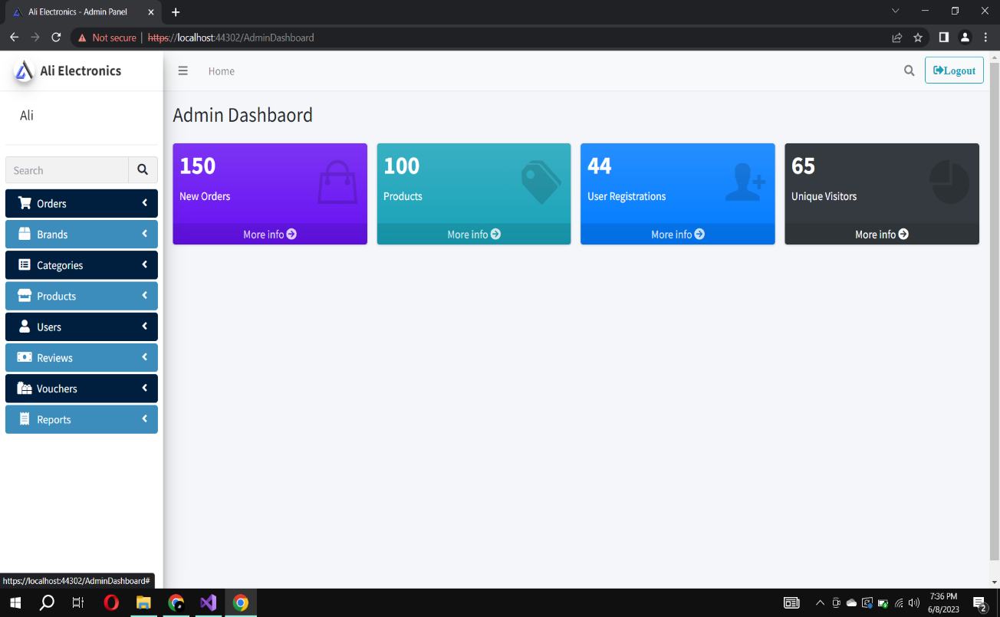 Ali Electronics - Admin Panel
Not secure | https://localhost:44302/AdminDashboard
Ali Electronics
Home
Logout
Ali
Admin Dashbaord
Search
Orders
Brands
Categories
Products
Users
Reviews
Vouchers
Reports
150
New Orders
More info
100
Products
More info
44
User Registrations
More info
65
Unique Visitors
More info
https://localhost:44302/AdminDashboard#
7:36 PM
6/8/2023
2